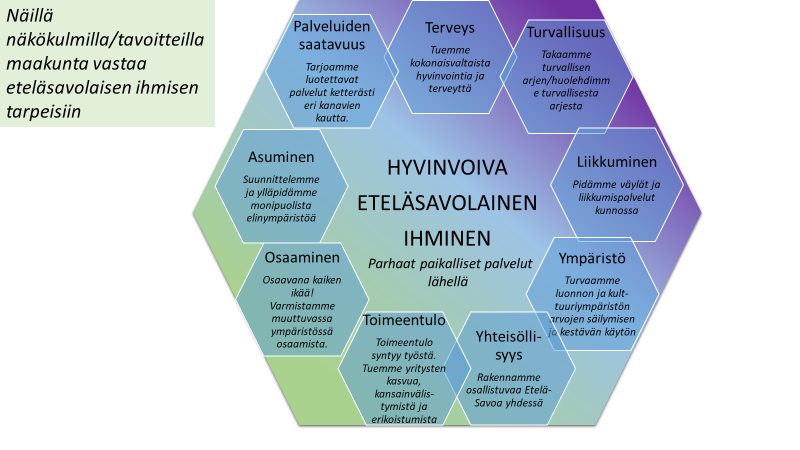 Näillä
näkökulmilla/tavoitteilla
maakunta vastaa
eteläsavolaisen ihmisen
tarpeisiin
Palveluiden
saatavuus
Tarjoamme
luotettavat
palvelut ketterästi
eri kanavien
kautta.
Terveys
Tuemme
kokonaisvaltaista
hyvinvointia ja
terveyttä
Turvallisuus
Takaamme
turvallisen
arjen/huolehdimm
e turvallisesta
arjesta
Asuminen
Suunnittelemme
ja ylläpidämme
monipuolista
elinympäristöä
HYVINVOIVA
ETELÄSAVOLAINEN
IHMINEN
Parhaat paikalliset palvelut
lähellä
Liikkuminen
Pidämme väylät ja
liikkumispalvelut
kunnossa
Osaaminen
Osaavana kaiken
ikää!
Varmistamme
muuttuvassa
ympäristössä
osaamista.
Ympäristö
Turvaamme
luonnon ja kult-
tuuriympäristön
arvojen säilymisen
ja kestävän käytön
Toimeentulo
Toimeentulo
syntyy työstä.
Tuemme yritysten
kasvua,
kansainvälis-
tymistä ja
erikoistumista
Yhteisölli-
syys
Rakennamme
osallistuvaa Etelä-
Savoa yhdessä